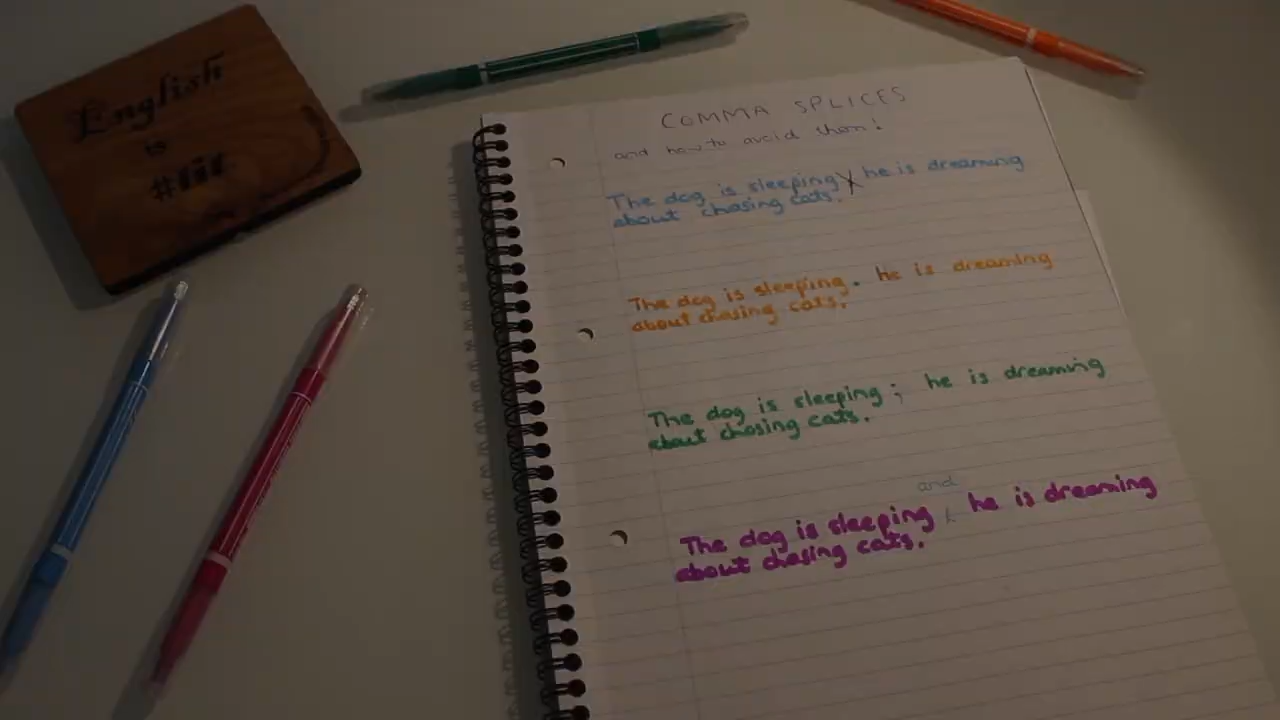 English
is
#lit
COMMA SPLICES
and how to avoid them!
The dog is sleeping he is dreaming
about chasing cats.
The dog is sleeping. he is dreaming
about chasing cats.
The dog is sleeping; he is dreaming
about chasing cats.
and
The dog is sleeping, he is dreaming
about chasing cats.